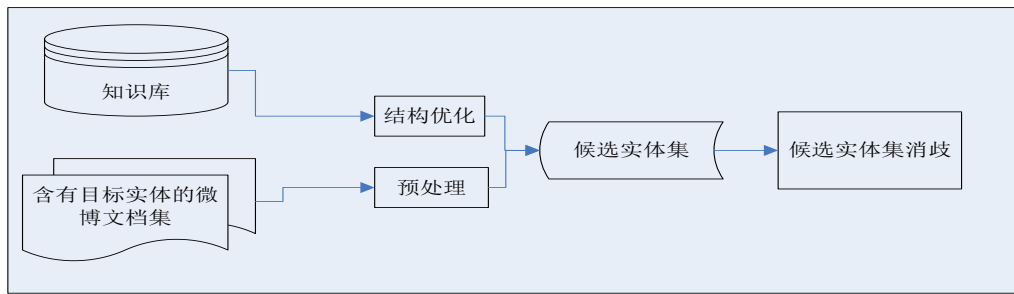 知识库
结构优化
含有目标实体的微
博文档集
预处理
候选实体集
候选实体集消歧